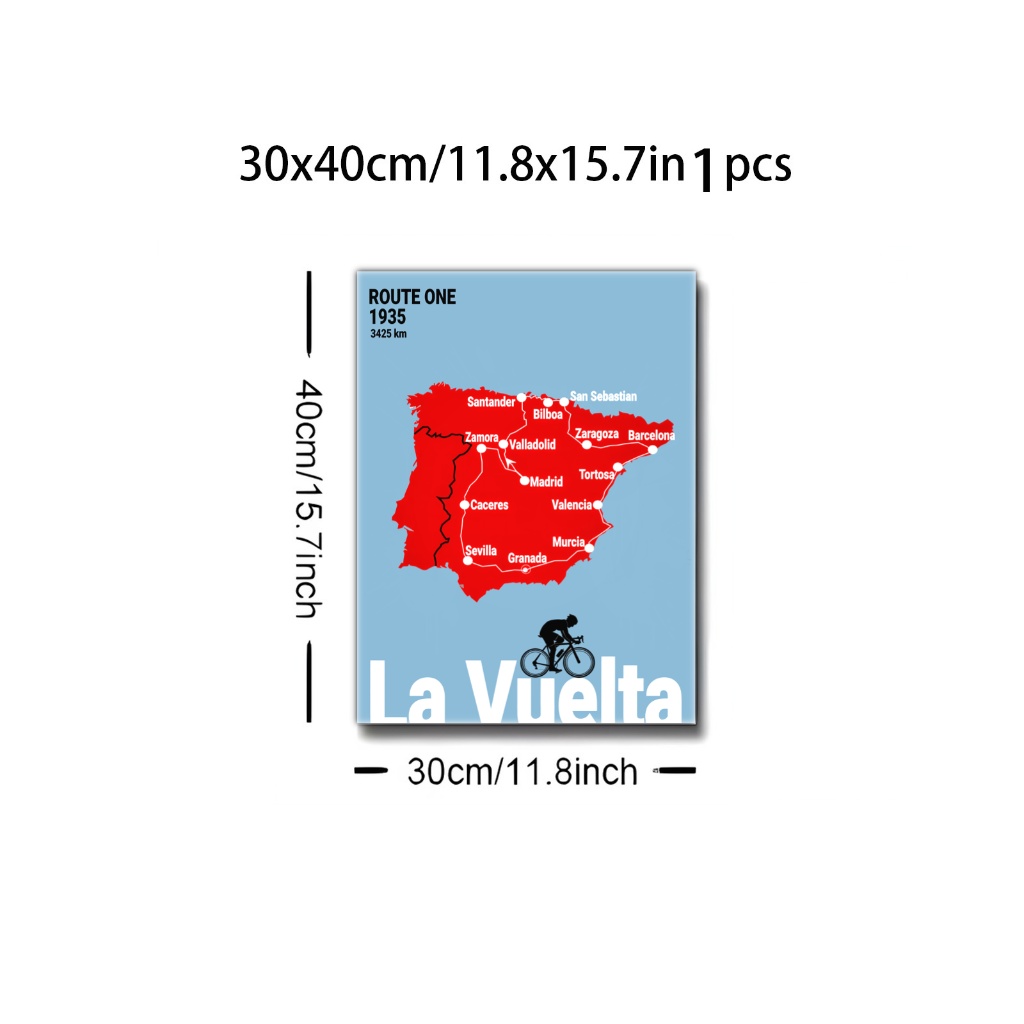 30x40cm/11.8x15.7in 1 pcs
40cm/15.7inch
ROUTE ONE
1935
3425 km
San Sebastian
Santander
Bilboa
Zaragoza
Barcelona
Zamora
Valladolid
Tortosa
Madrid
Caceres
Valencia
Murcia
Sevilla
Granada
La Vuelta
30cm/11.8inch